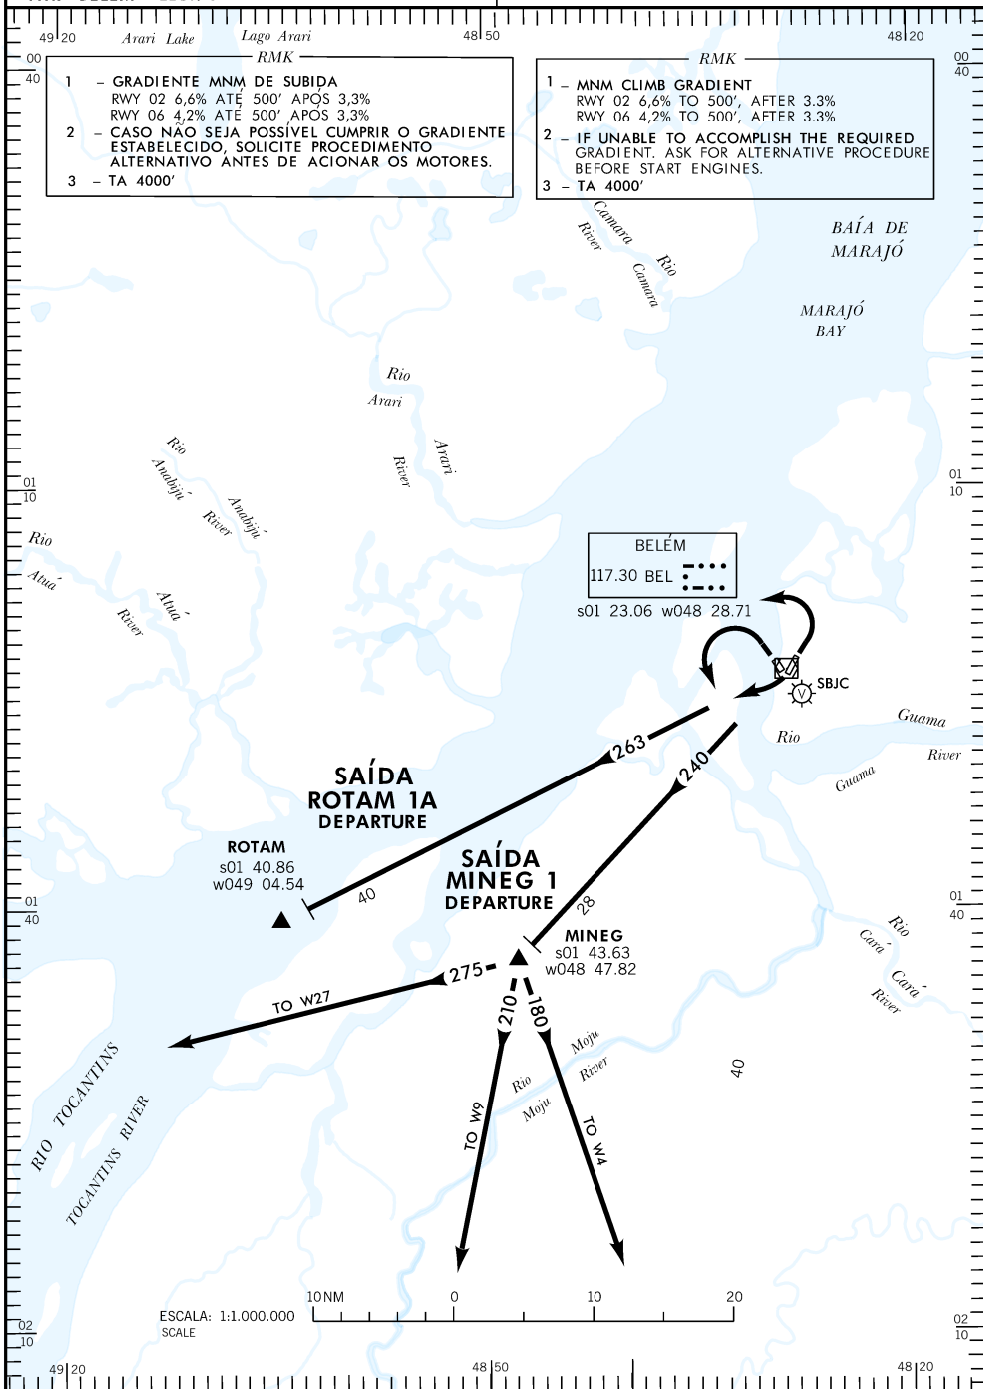 49 20
Arari Lake
Lago Arari
48 50
48 20
00
40
00
40
RMK
1 – GRADIENTE MNM DE SUBIDA
RWY 02 6,6% ATÉ 500′ APÓS 3,3%
RWY 06 4,2% ATÉ 500′ APÓS 3.3%
2 – CASO NÃO SEJA POSSÍVEL CUMPRIR O GRADIENTE
ESTABELECIDO, SOLICITE PROCEDIMENTO
ALTERNATIVO ANTES DE ACIONAR OS MOTORES.
3 – TA 4000′
RMK
1 – MNM CLIMB GRADIENT
RWY 02 6,6% TO 500′, AFTER 3.3%
RWY 06 4,2% TO 500′, AFTER 3.3%
2 – IF UNABLE TO ACCOMPLISH THE REQUIRED
GRADIENT. ASK FOR ALTERNATIVE PROCEDURE
BEFORE START ENGINES.
3 – TA 4000′
Camara
River
Rio
Camara
BAÍA DE
MARAJÓ
MARAJÓ
BAY
Rio
Arari
Arari
River
Rio
Anabijú
Anabijú
River
01
10
01
10
Rio
Atuá
Atuá
River
BELÉM
117.30 BEL
s01 23.06 w048 28.71
SBJC
V
Rio
Guama
River
Guama
263
240
SAÍDA
ROTAM 1A
DEPARTURE
ROTAM
s01 40.86
w049 04.54
40
SAÍDA
MINEG 1
DEPARTURE
28
MINEG
s01 43.63
w048 47.82
01
40
01
40
Rio
Cará
Cará
River
275
TO W27
210
180
TO W9
TO W4
Moju
River
Rio
Moju
40
RIO TOCANTINS
TOCANTINS RIVER
ESCALA: 1:1.000.000
SCALE
10NM 0 10 20
02
10
02
10
49 20
48 50
48 20